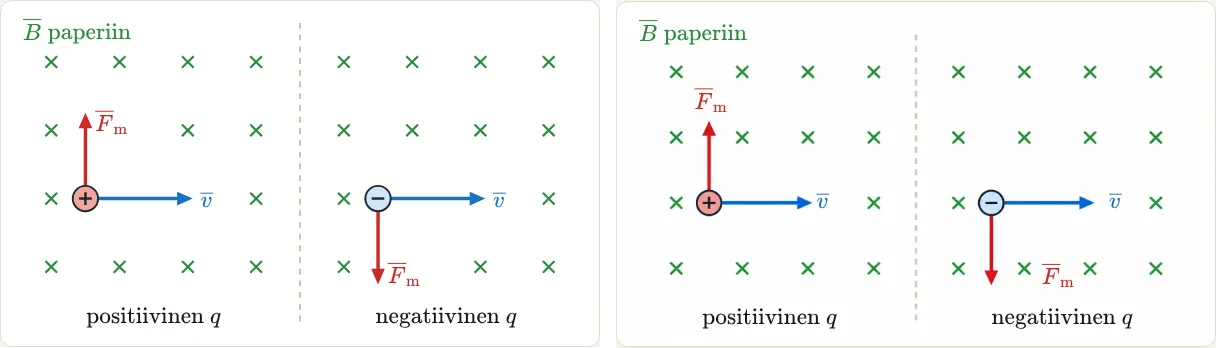 B̅ paperiin
F̅ₘ
+
v̅
−
v̅
F̅ₘ
positiivinen q
negatiivinen q
B̅ paperiin
F̅ₘ
+
v̅
−
v̅
F̅ₘ
positiivinen q
negatiivinen q